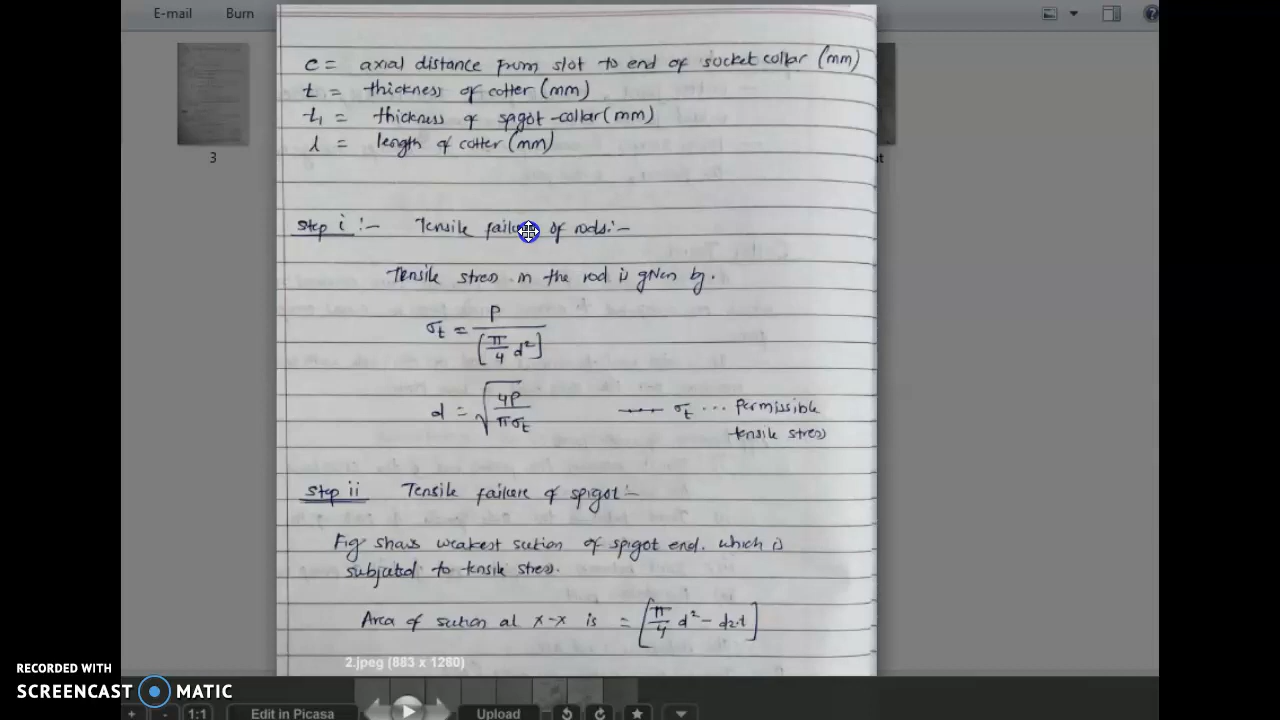 E-mail Burn
c = axial distance from slot to end of socket collar (mm)
t = thickness of cotter (mm)
t1 = thickness of spigot-collar (mm)
l = length of cotter (mm)
3
Step i :- Tensile failure of rods:-
Tensile stress in the rod is given by.
σt = P / [π/4 d²]
d = √(4P / πσt) σt ... Permissible
tensile stress
Step ii Tensile failure of spigot:-
Fig shows weakest section of spigot end. which is
subjected to tensile stress.
Area of section at x-x is = [π/4 d² - d2.t]
2.jpeg (883 x 1280)
RECORDED WITH
SCREENCAST MATIC
+ - 1:1 Edit in Picasa Upload